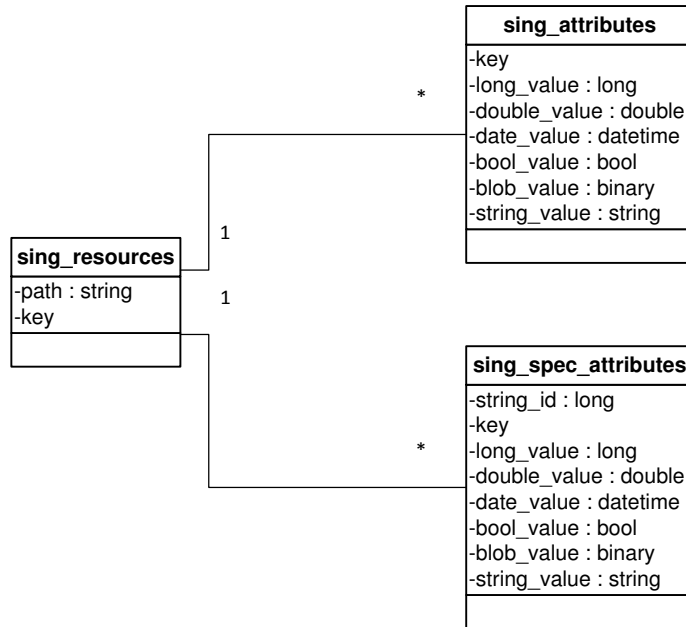 sing_attributes
-key
-long_value : long
-double_value : double
-date_value : datetime
-bool_value : bool
-blob_value : binary
-string_value : string
*
1
sing_resources
-path : string
-key
1
sing_spec_attributes
-string_id : long
-key
-long_value : long
-double_value : double
-date_value : datetime
-bool_value : bool
-blob_value : binary
-string_value : string
*